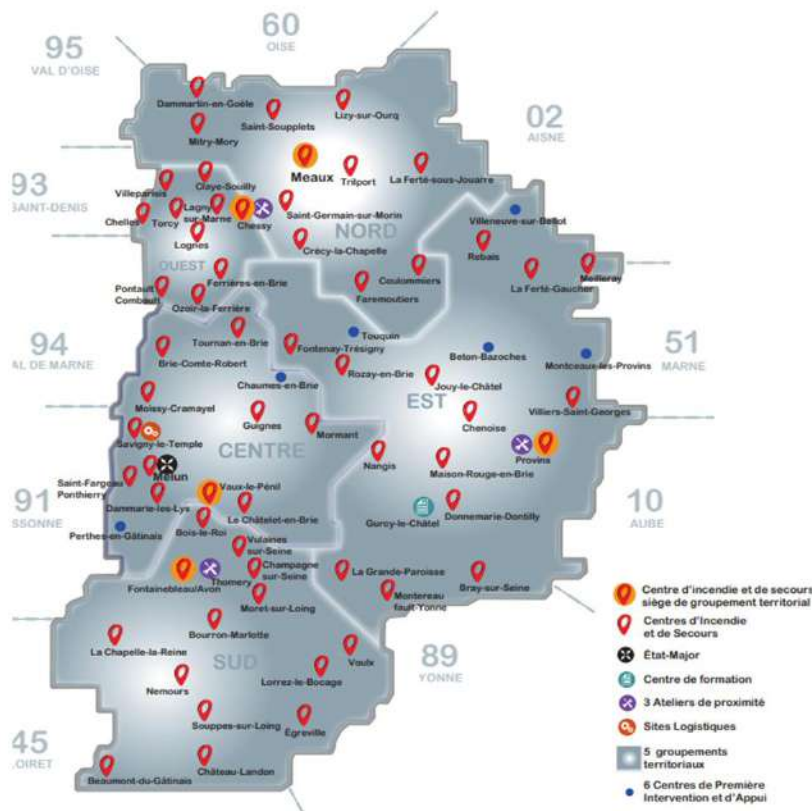 60
OISE
95
VAL D'OISE
02
AISNE
93
SAINT-DENIS
Dammartin-en-Goële
Saint-Soupplets
Lizy-sur-Ourq
Mitry-Mory
Meaux
Trilport
La Ferté-sous-Jouarre
Claye-Souilly
Villeparisis
Lagny
sur-Marne
Chelles
Torcy
Chessy
Saint-Germain-sur-Morin
NORD
Villeneuve-sur-Bellot
Lognes
Crécy-la-Chapelle
Rebais
OUEST
Coulommiers
La Ferté-Gaucher
Meilleray
Ferrières-en-Brie
Pontault
Combault
Faremoutiers
Ozoir-la-Ferrière
94
AL DE MARNE
51
MARNE
Tournan-en-Brie
Touquin
Fontenay-Trésigny
Brie-Comte-Robert
Beton-Bazoches
Montceaux-les-Provins
Rozay-en-Brie
Chaumes-en-Brie
Jouy-le-Châtel
EST
Moissy-Cramayel
Villiers-Saint-Georges
Guignes
Chenoise
Mormant
Savigny-le-Temple
CENTRE
Provins
Nangis
Maison-Rouge-en-Brie
Melun
Saint-Fargeau
Ponthierry
Vaux-le-Pénil
91
SSONNE
10
AUBE
Dammarie-les-Lys
Le Châtelet-en-Brie
Gurcy-le-Châtel
Donnemarie-Dontilly
Perthes-en-Gâtinais
Bois-le-Roi
Vulaines
sur-Seine
Fontainebleau/Avon
Thomery
Champagne
sur-Seine
La Grande-Paroisse
Bray-sur-Seine
Moret-sur-Loing
Montereau
fault-Yonne
Bourron-Marlotte
La Chapelle-la-Reine
SUD
Voulx
89
YONNE
Nemours
Lorrez-le-Bocage
Souppes-sur-Loing
Égreville
45
LOIRET
Beaumont-du-Gâtinais
Château-Landon
Centre d'incendie et de secours
siège de groupement territorial
Centres d'Incendie
et de Secours
État-Major
Centre de formation
3 Ateliers de proximité
Sites Logistiques
5 groupements
territoriaux
6 Centres de Première
Intervention et d'Appui